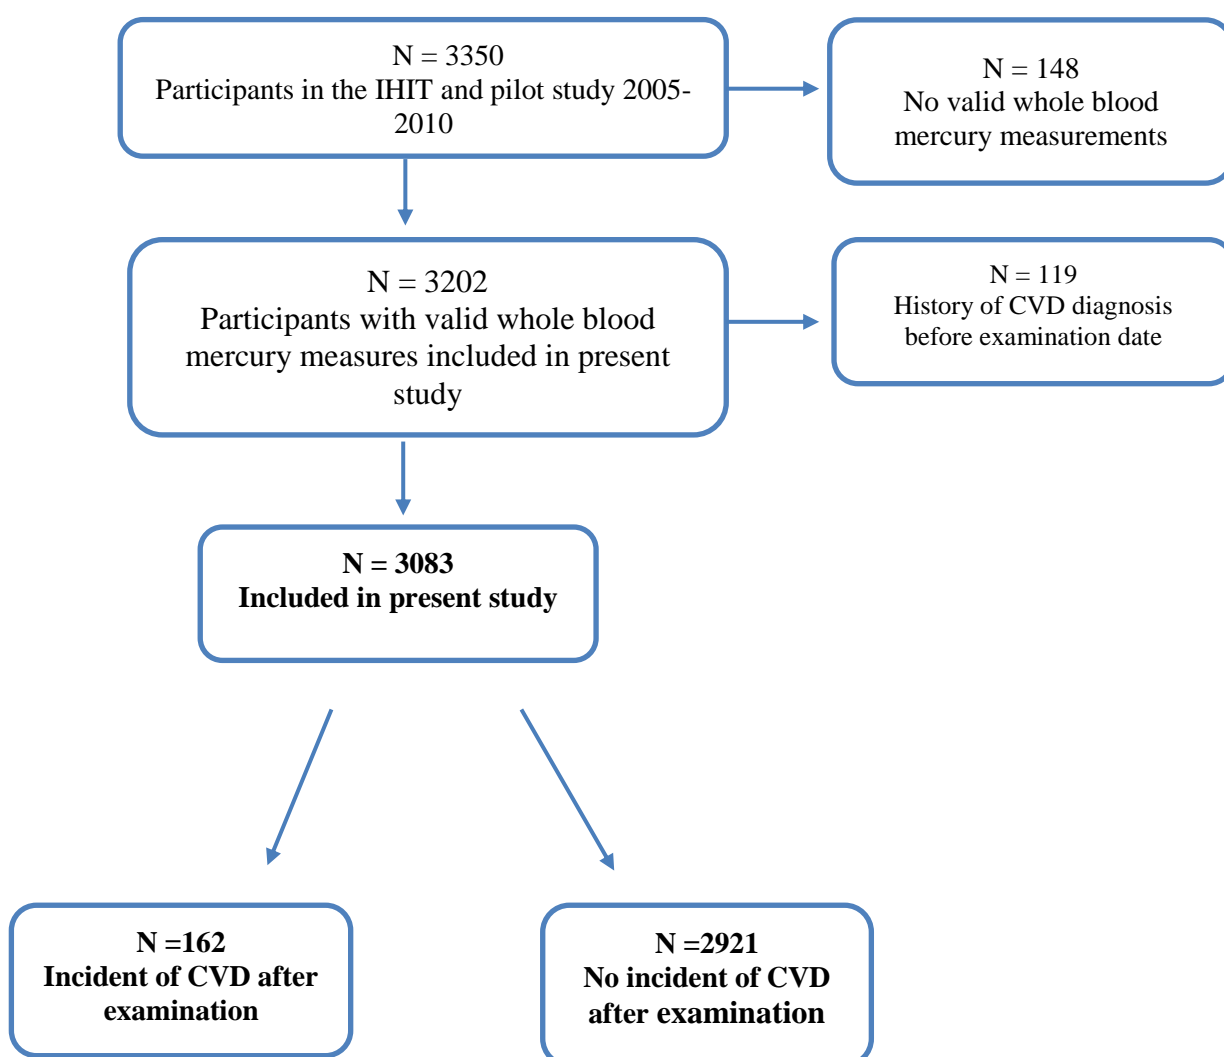 N = 3350
Participants in the IHIT and pilot study 2005-
2010
N = 148
No valid whole blood
mercury measurements
N = 3202
Participants with valid whole blood
mercury measures included in present
study
N = 119
History of CVD diagnosis
before examination date
N = 3083
Included in present study
N =162
Incident of CVD after
examination
N =2921
No incident of CVD
after examination